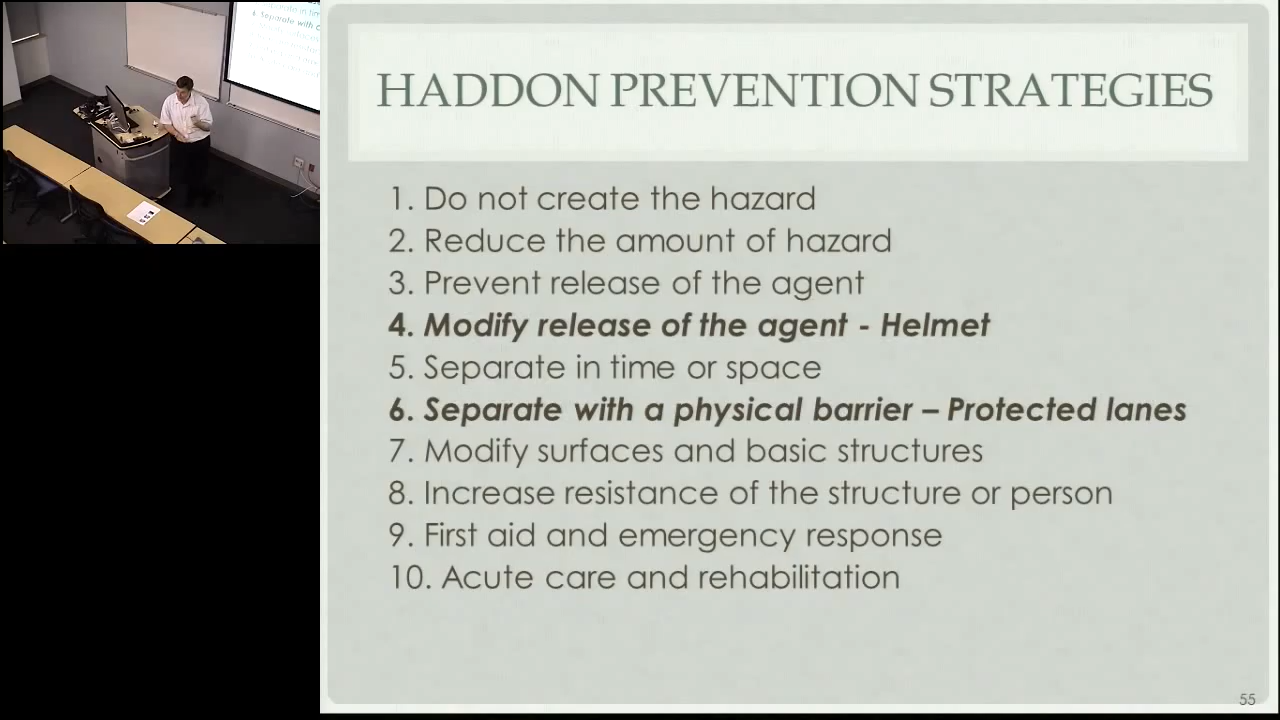 HADDON PREVENTION STRATEGIES
1. Do not create the hazard
2. Reduce the amount of hazard
3. Prevent release of the agent
4. Modify release of the agent - Helmet
5. Separate in time or space
6. Separate with a physical barrier – Protected lanes
7. Modify surfaces and basic structures
8. Increase resistance of the structure or person
9. First aid and emergency response
10. Acute care and rehabilitation
55